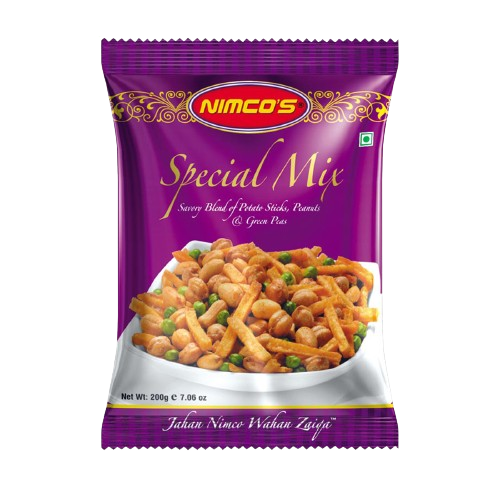 NIMCO'S®
Special Mix
Savory Blend of Potato Sticks, Peanuts
& Green Peas
Net Wt: 200g e 7.06 oz
Jahan Nimco Wahan Zaiqa™